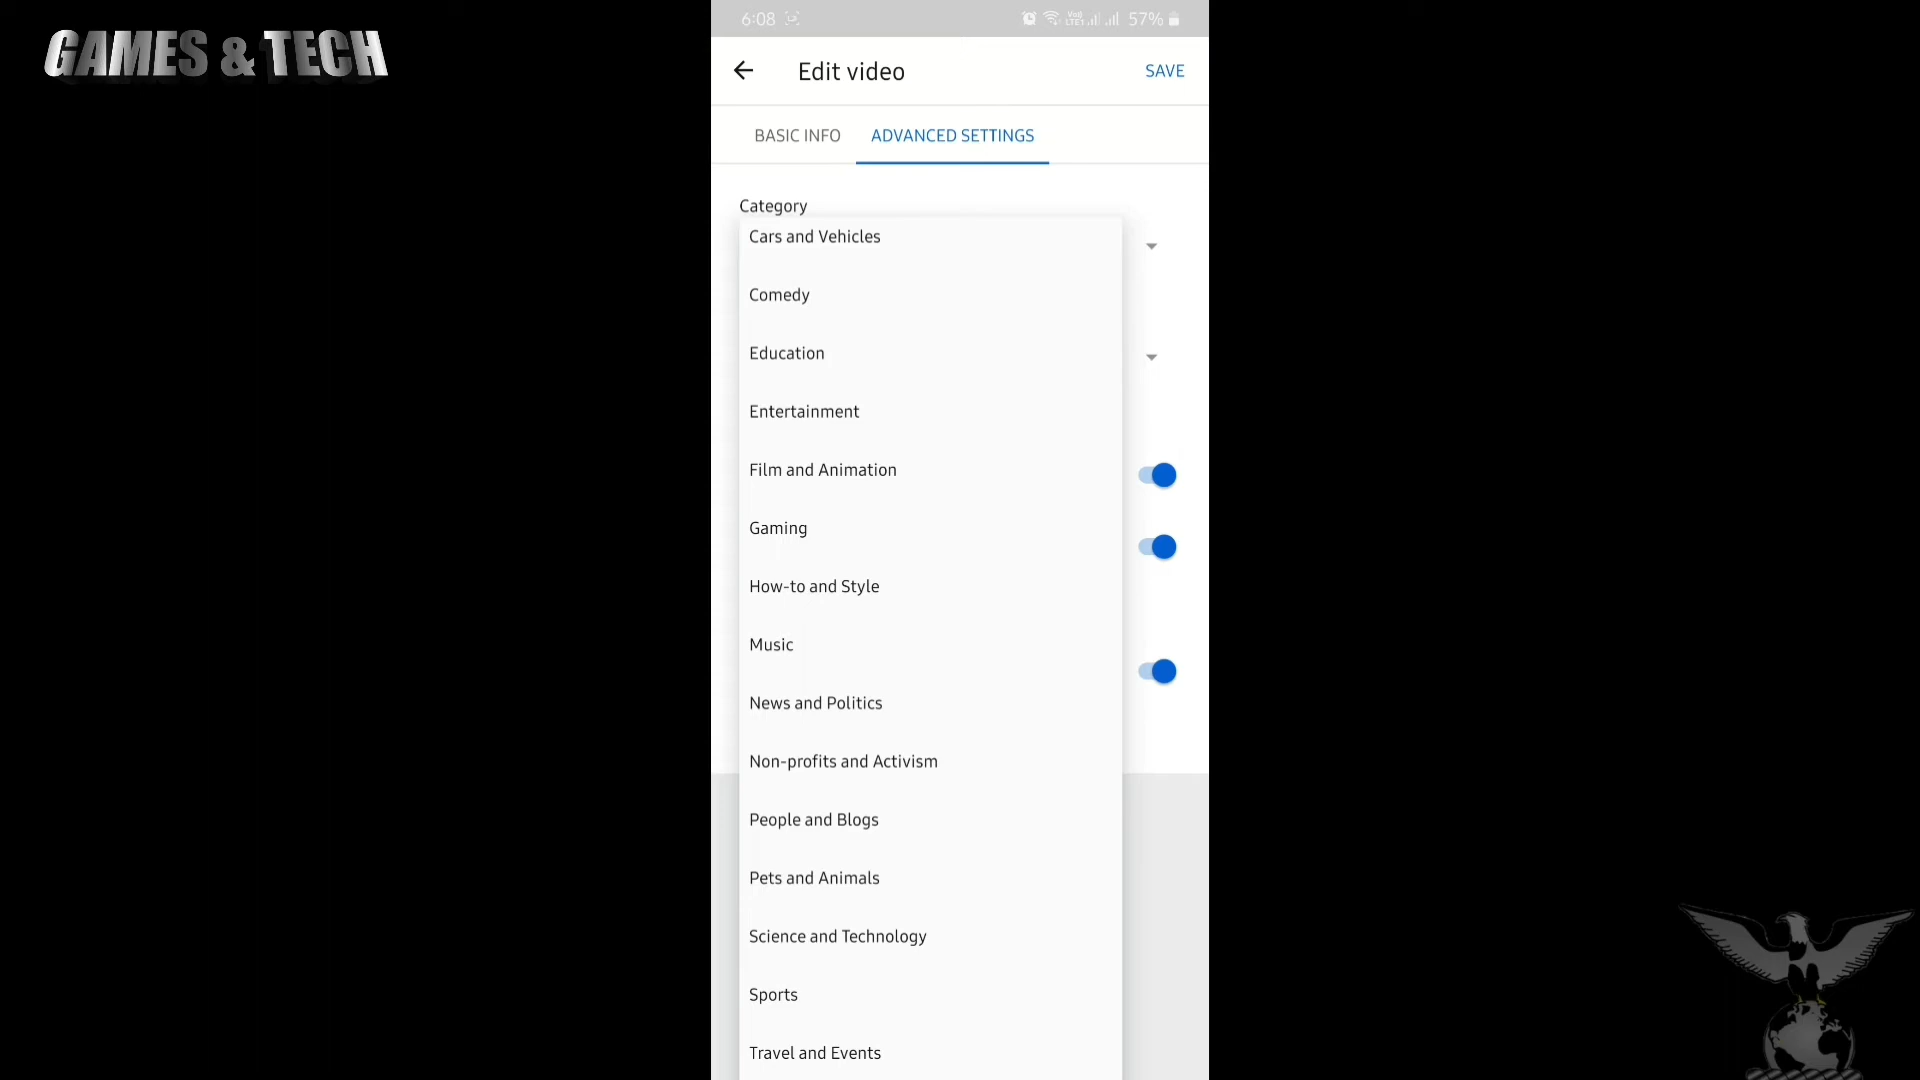 GAMES & TECH
6:08
57%
Edit video
SAVE
BASIC INFO
ADVANCED SETTINGS
Category
Cars and Vehicles
Comedy
Education
Entertainment
Film and Animation
Gaming
How-to and Style
Music
News and Politics
Non-profits and Activism
People and Blogs
Pets and Animals
Science and Technology
Sports
Travel and Events